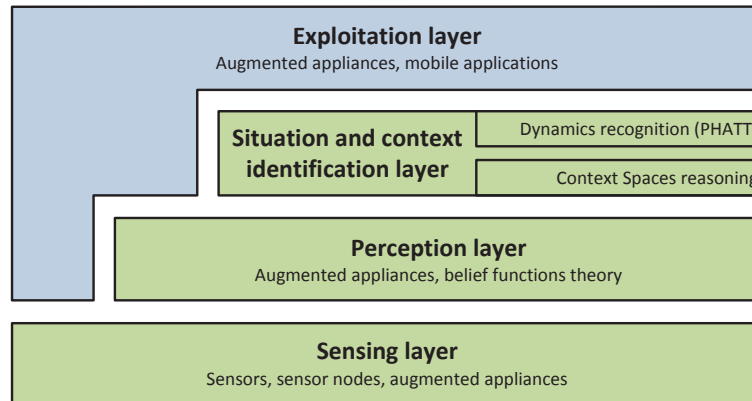 Exploitation layer
Augmented appliances, mobile applications
Situation and context
identification layer
Dynamics recognition (PHATT
Context Spaces reasoning
Perception layer
Augmented appliances, belief functions theory
Sensing layer
Sensors, sensor nodes, augmented appliances